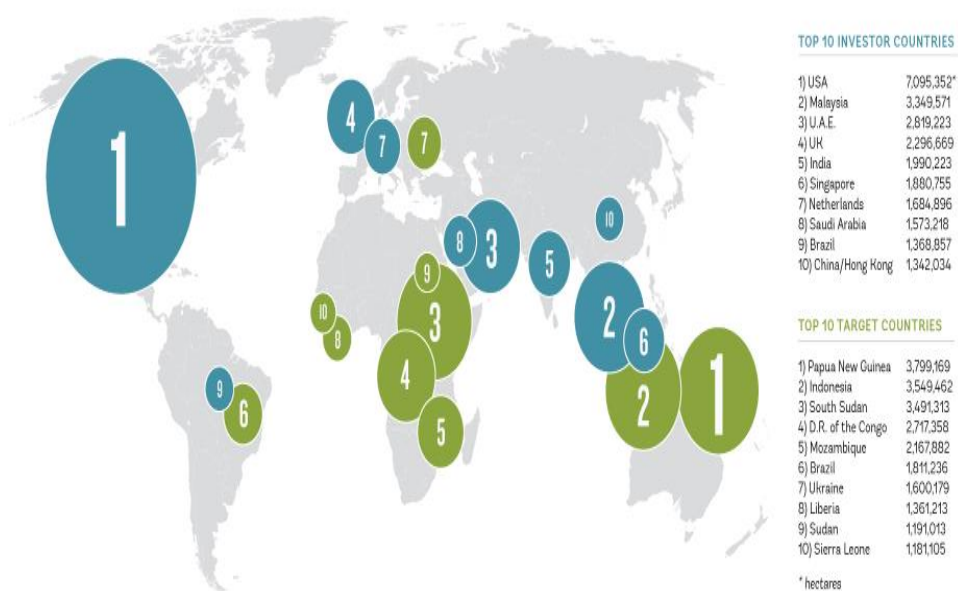 1
4
7
7
8
3
5
10
9
3
10
8
4
5
2
6
2
1
9
6
TOP 10 INVESTOR COUNTRIES
1) USA 7,095,352*
2) Malaysia 3,349,571
3) U.A.E. 2,819,223
4) UK 2,296,669
5) India 1,990,223
6) Singapore 1,880,755
7) Netherlands 1,684,896
8) Saudi Arabia 1,573,218
9) Brazil 1,368,857
10) China/Hong Kong 1,342,034
TOP 10 TARGET COUNTRIES
1) Papua New Guinea 3,799,169
2) Indonesia 3,549,462
3) South Sudan 3,491,313
4) D.R. of the Congo 2,717,358
5) Mozambique 2,167,882
6) Brazil 1,811,236
7) Ukraine 1,600,179
8) Liberia 1,361,213
9) Sudan 1,191,013
10) Sierra Leone 1,181,105
* hectares